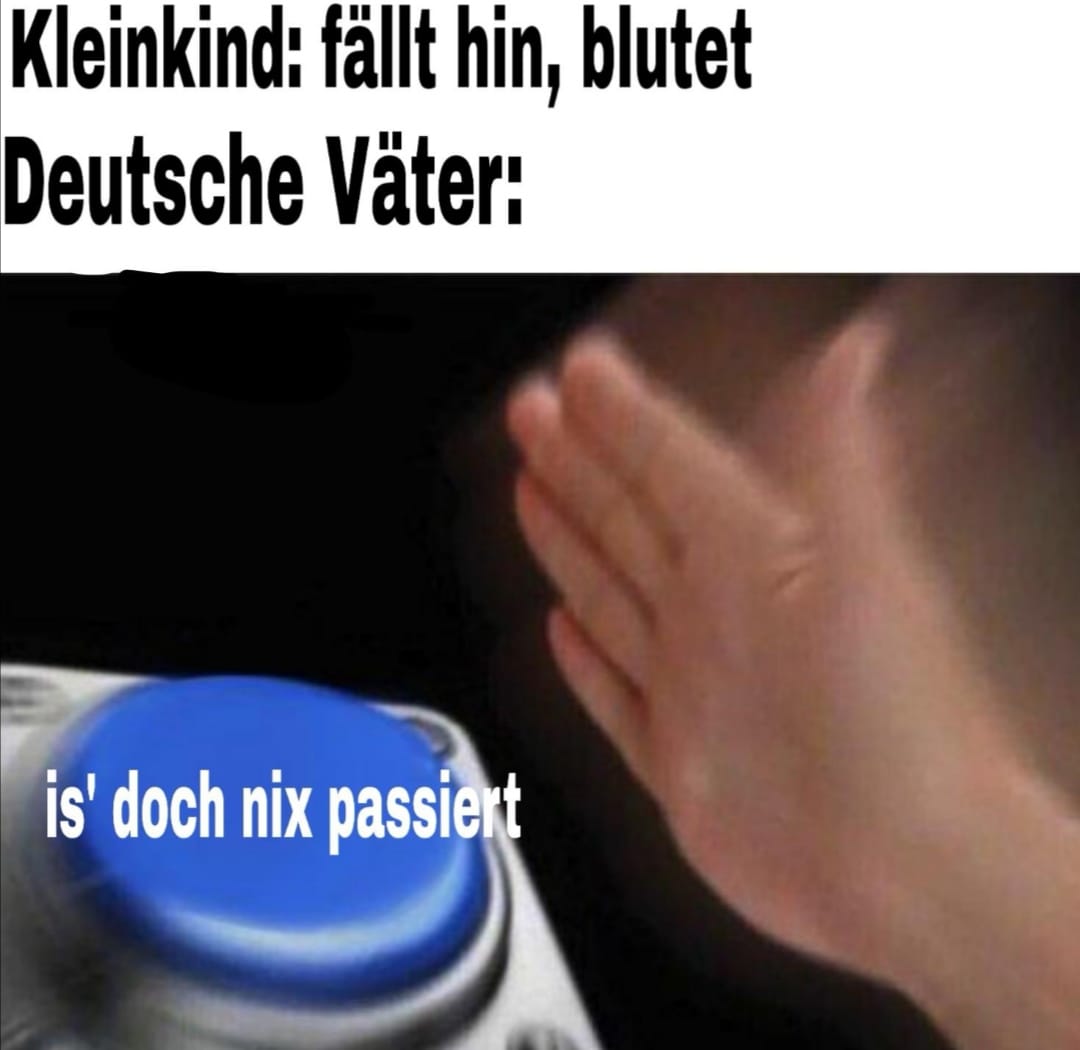 Kleinkind: fällt hin, blutet
Deutsche Väter:
is' doch nix passiert